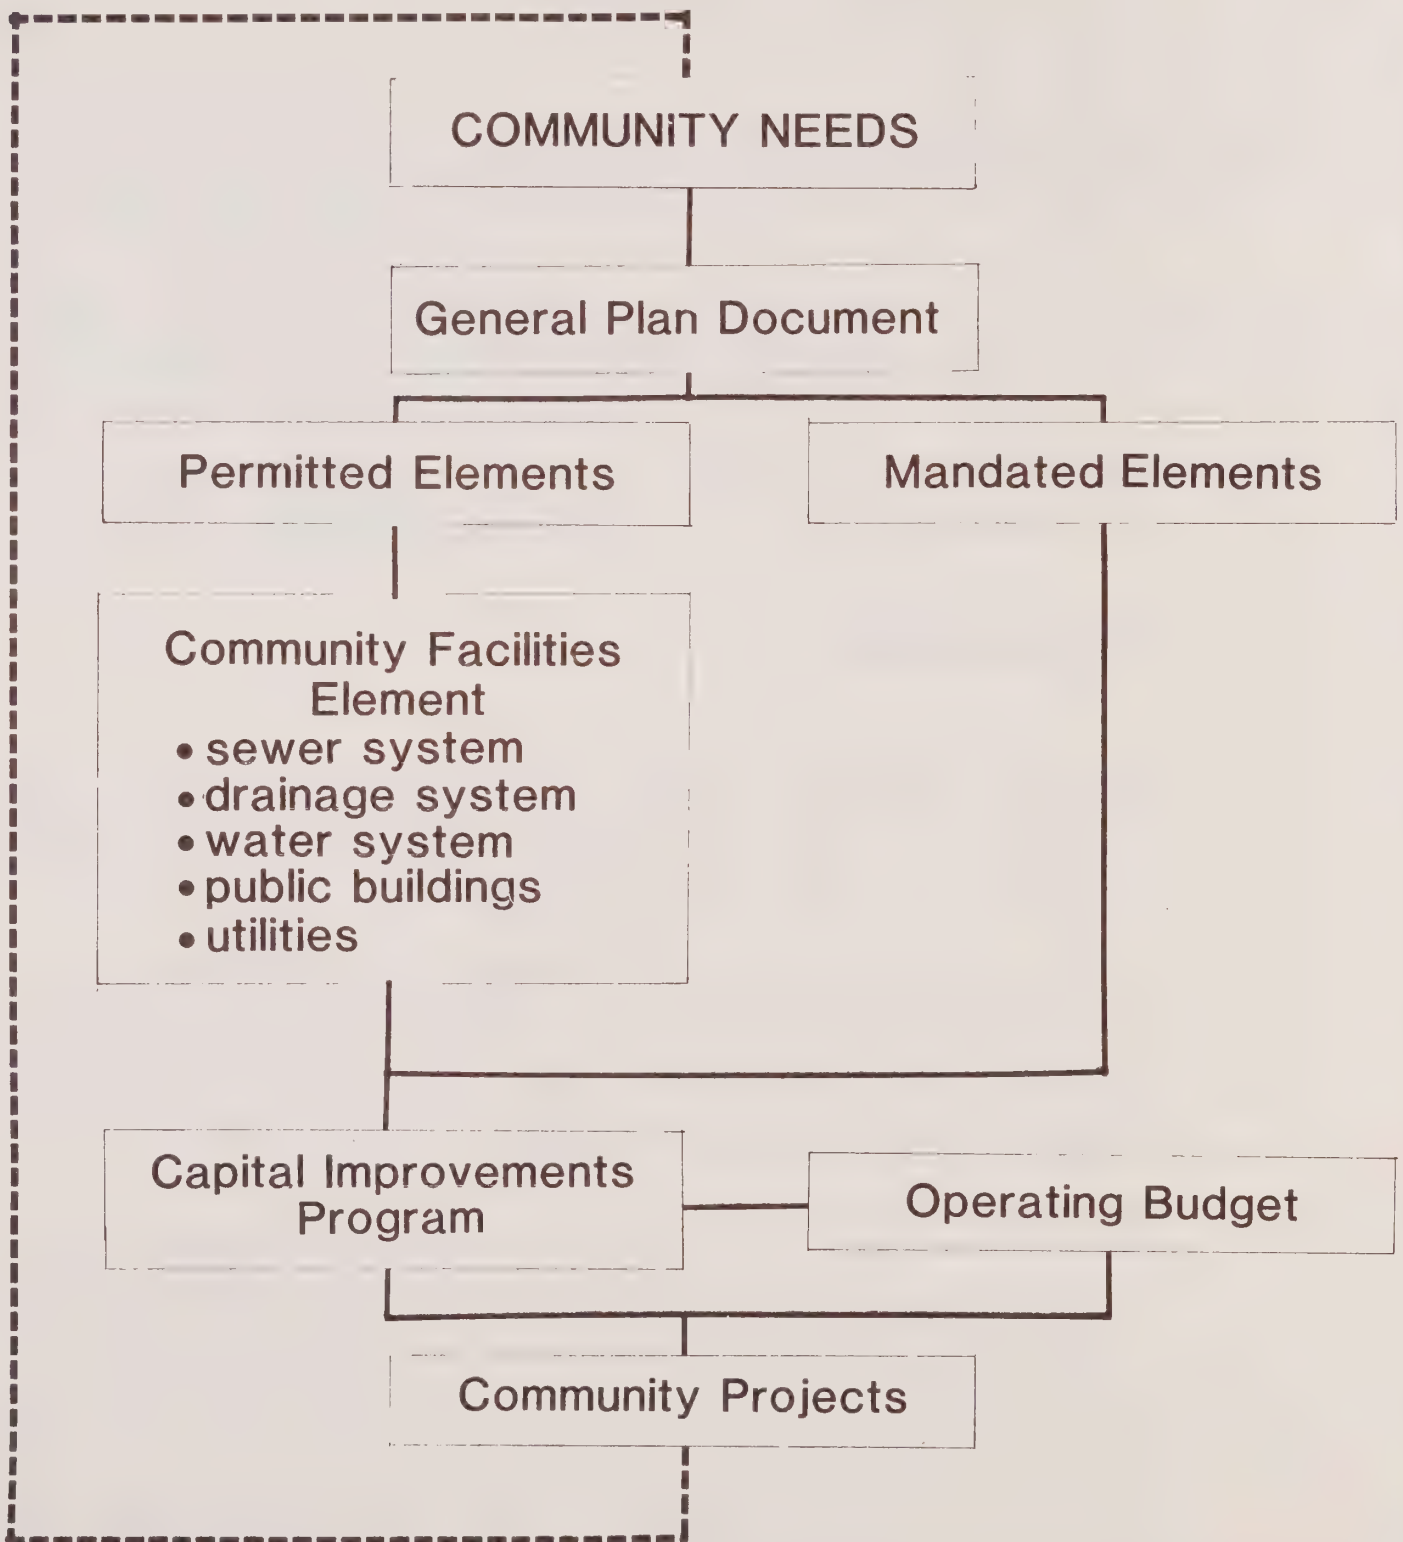 COMMUNITY NEEDS
General Plan Document
Permitted Elements
Mandated Elements
Community Facilities
Element
• sewer system
• drainage system
• water system
• public buildings
• utilities
Capital Improvements
Program
Operating Budget
Community Projects